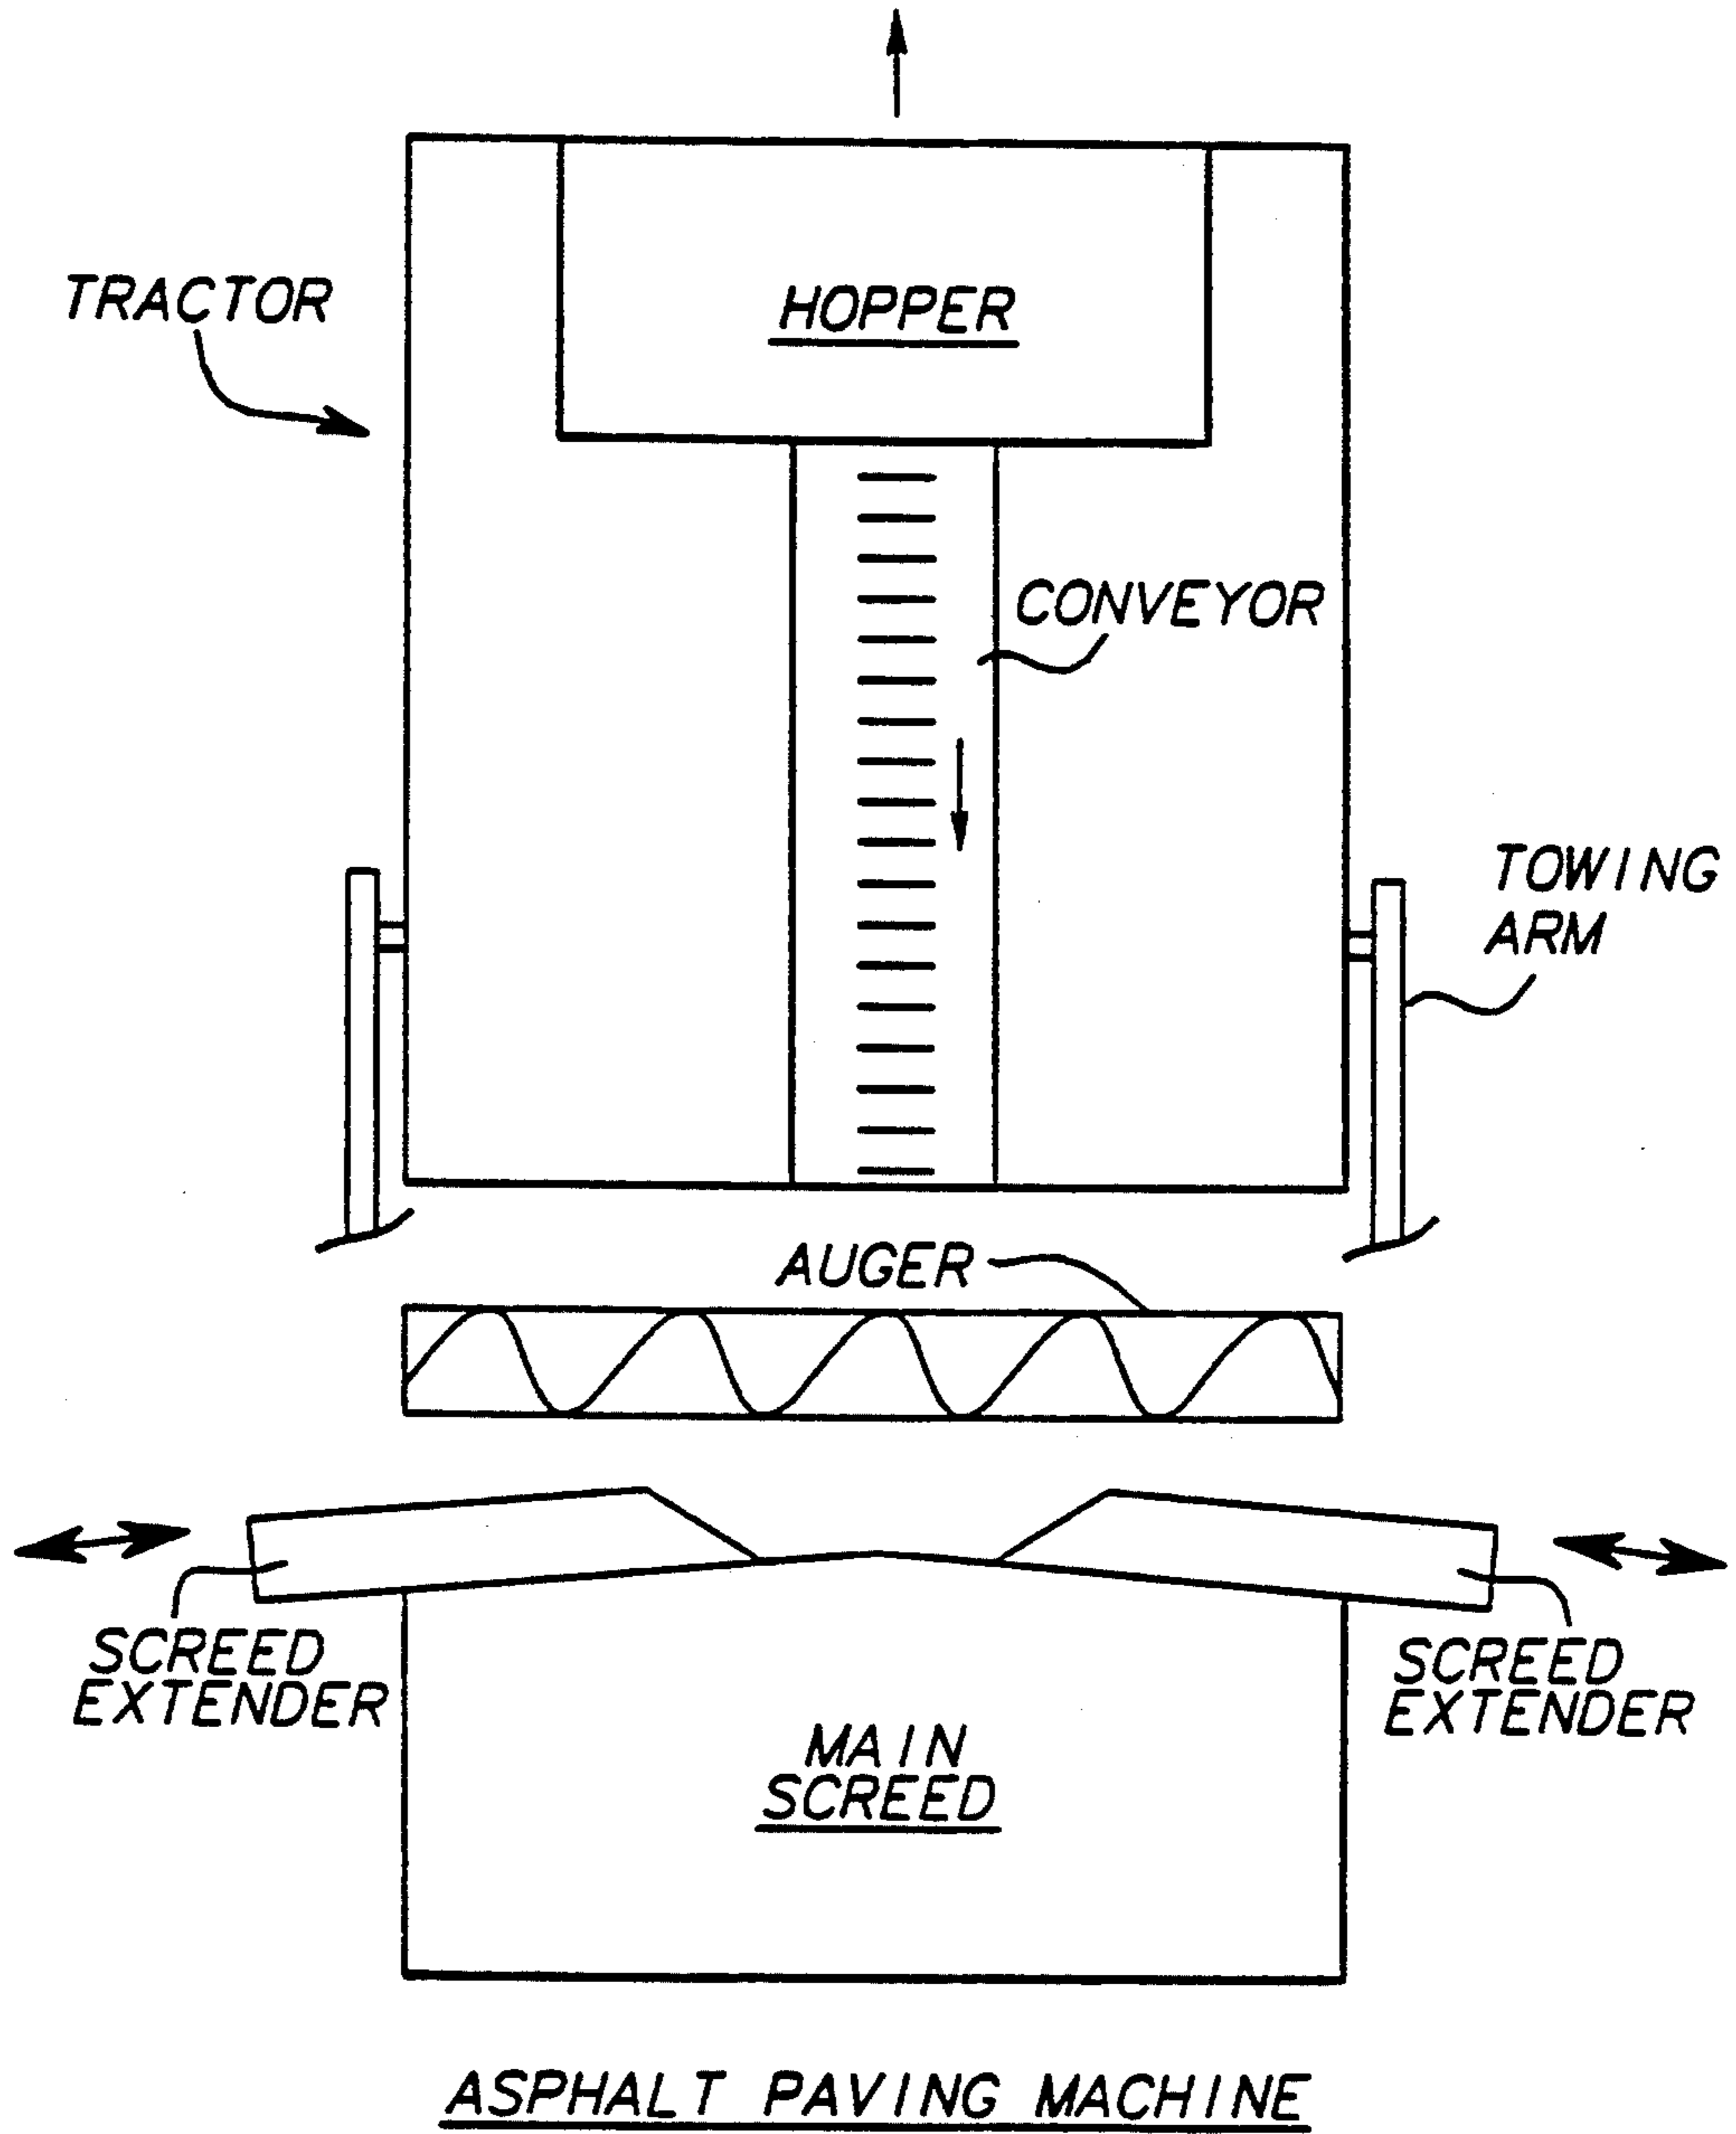 TRACTOR
HOPPER
CONVEYOR
TOWING
ARM
AUGER
SCREED
EXTENDER
SCREED
EXTENDER
MAIN
SCREED
ASPHALT PAVING MACHINE